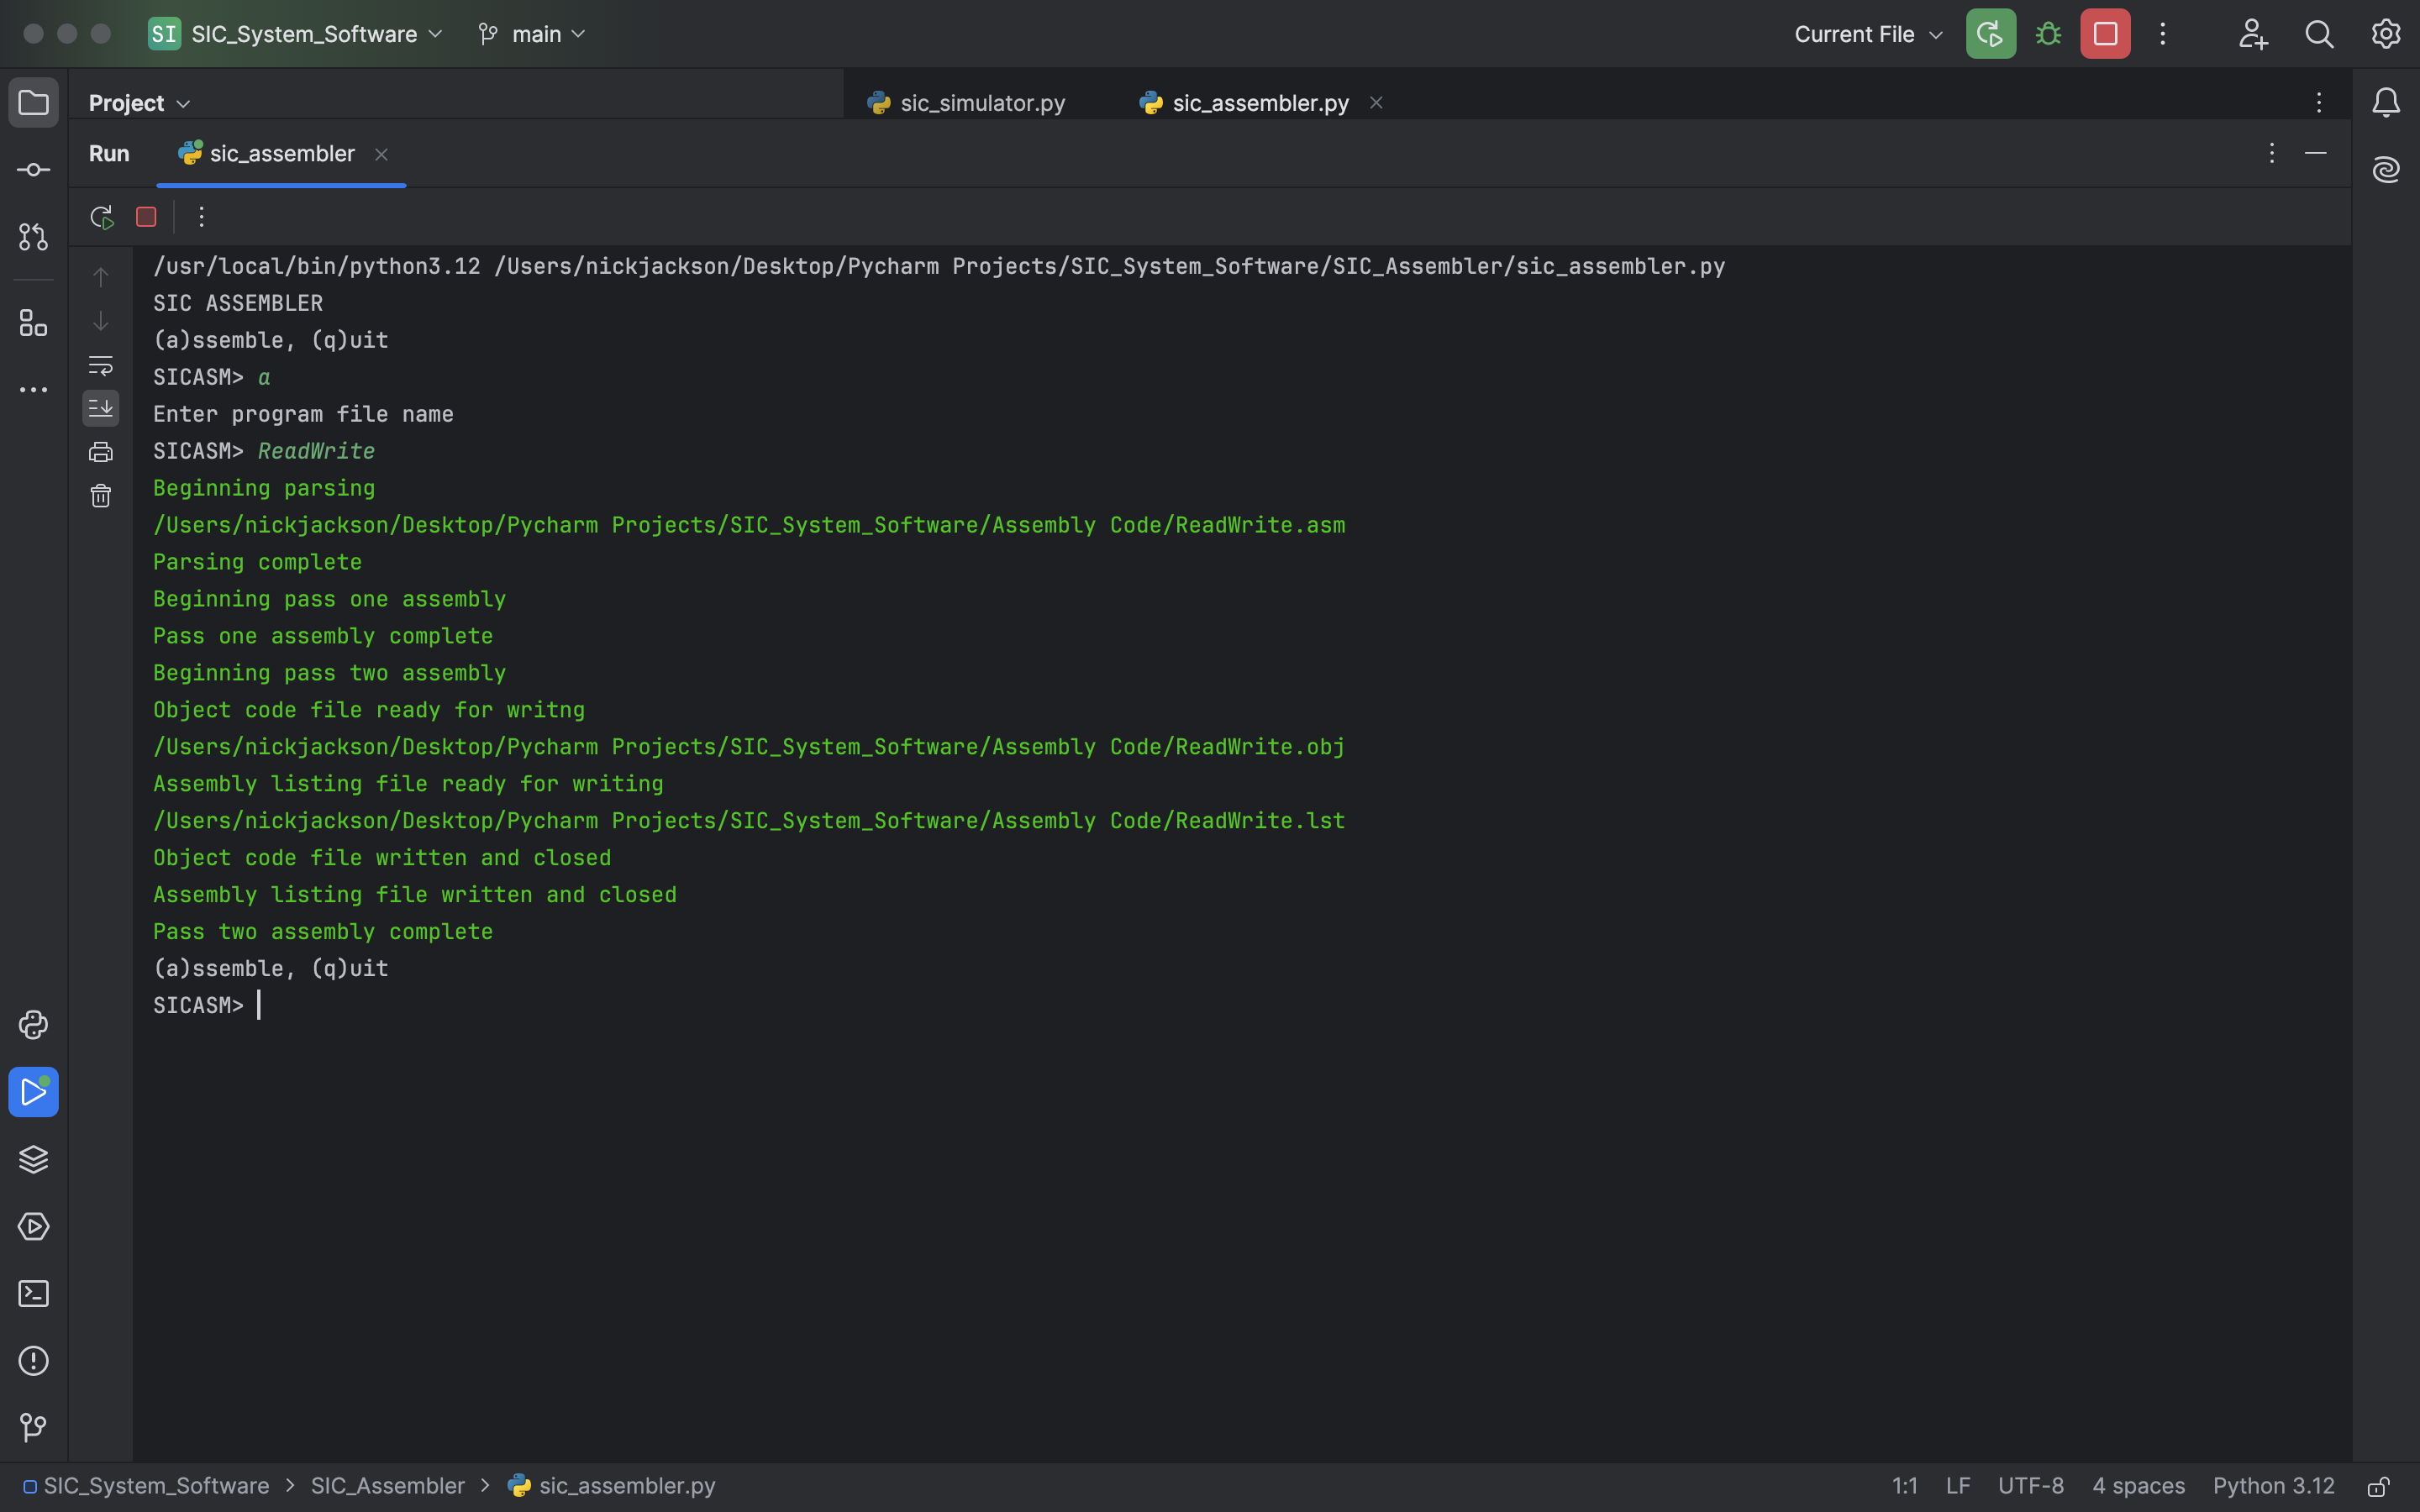 SI SIC_System_Software main Current File
Project sic_simulator.py sic_assembler.py
Run sic_assembler
/usr/local/bin/python3.12 /Users/nickjackson/Desktop/Pycharm Projects/SIC_System_Software/SIC_Assembler/sic_assembler.py
SIC ASSEMBLER
(a)ssemble, (q)uit
SICASM> a
Enter program file name
SICASM> ReadWrite
Beginning parsing
/Users/nickjackson/Desktop/Pycharm Projects/SIC_System_Software/Assembly Code/ReadWrite.asm
Parsing complete
Beginning pass one assembly
Pass one assembly complete
Beginning pass two assembly
Object code file ready for writng
/Users/nickjackson/Desktop/Pycharm Projects/SIC_System_Software/Assembly Code/ReadWrite.obj
Assembly listing file ready for writing
/Users/nickjackson/Desktop/Pycharm Projects/SIC_System_Software/Assembly Code/ReadWrite.lst
Object code file written and closed
Assembly listing file written and closed
Pass two assembly complete
(a)ssemble, (q)uit
SICASM>
SIC_System_Software > SIC_Assembler > sic_assembler.py 1:1 LF UTF-8 4 spaces Python 3.12